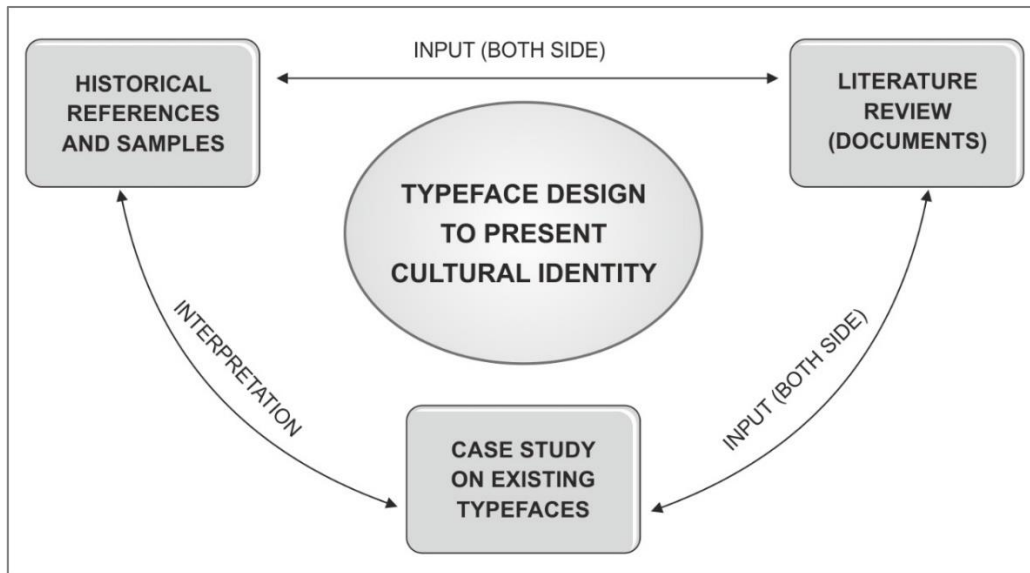 INPUT (BOTH SIDE)
HISTORICAL
REFERENCES
AND SAMPLES
LITERATURE
REVIEW
(DOCUMENTS)
TYPEFACE DESIGN
TO PRESENT
CULTURAL IDENTITY
INTERPRETATION
INPUT (BOTH SIDE)
CASE STUDY
ON EXISTING
TYPEFACES